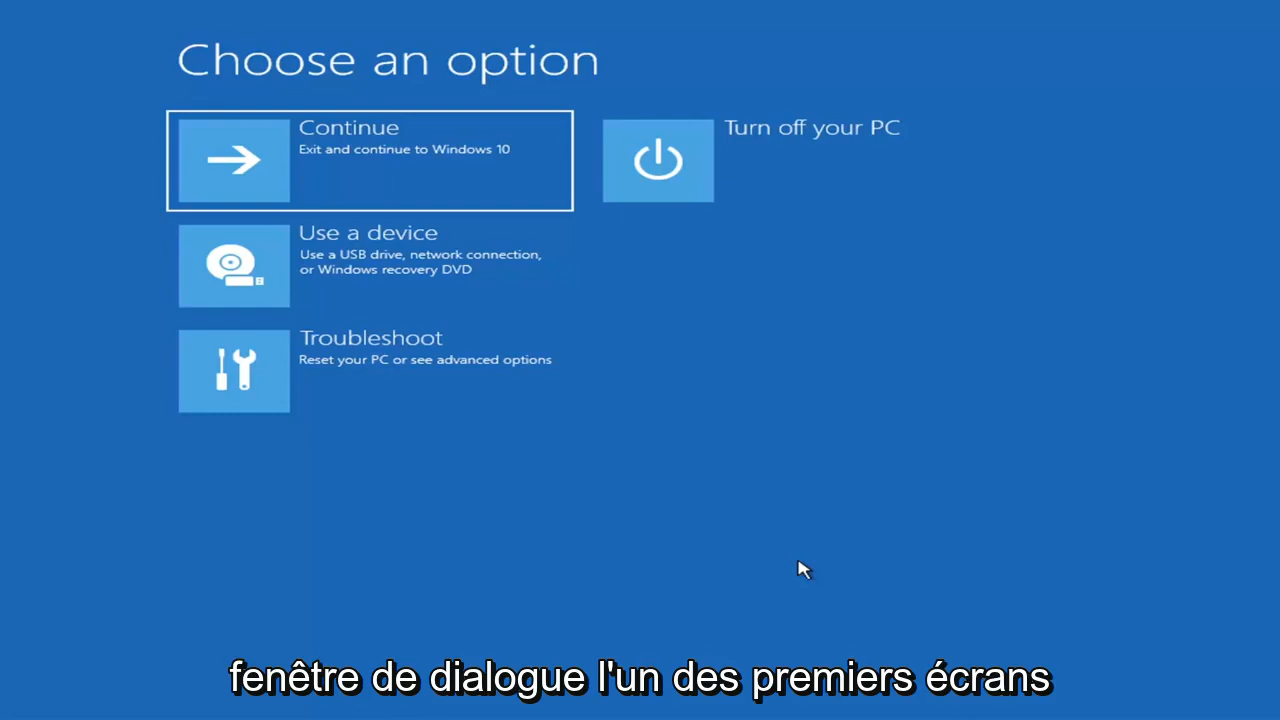 Choose an option
Continue
Exit and continue to Windows 10
Turn off your PC
Use a device
Use a USB drive, network connection,
or Windows recovery DVD
Troubleshoot
Reset your PC or see advanced options
fenêtre de dialogue l'un des premiers écrans